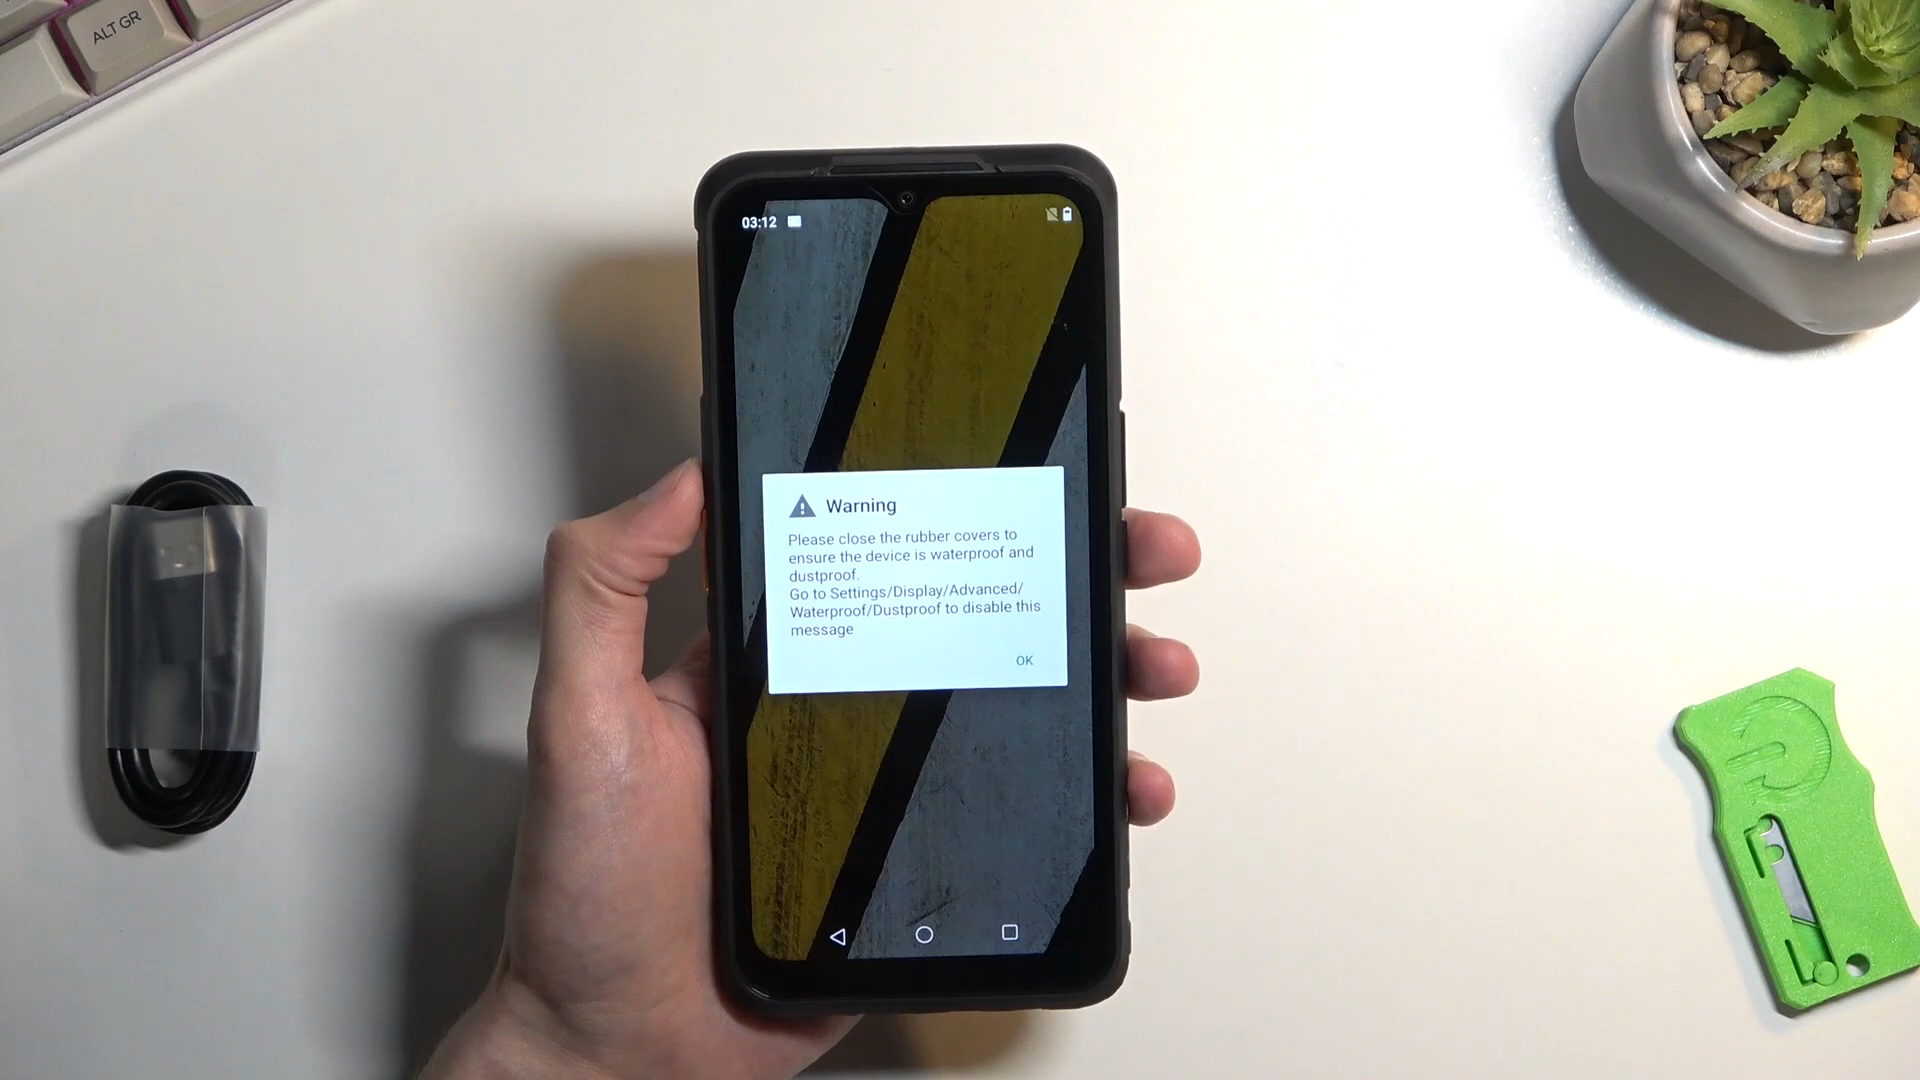 ALT GR
03:12
Warning
Please close the rubber covers to
ensure the device is waterproof and
dustproof.
Go to Settings/Display/Advanced/
Waterproof/Dustproof to disable this
message
OK